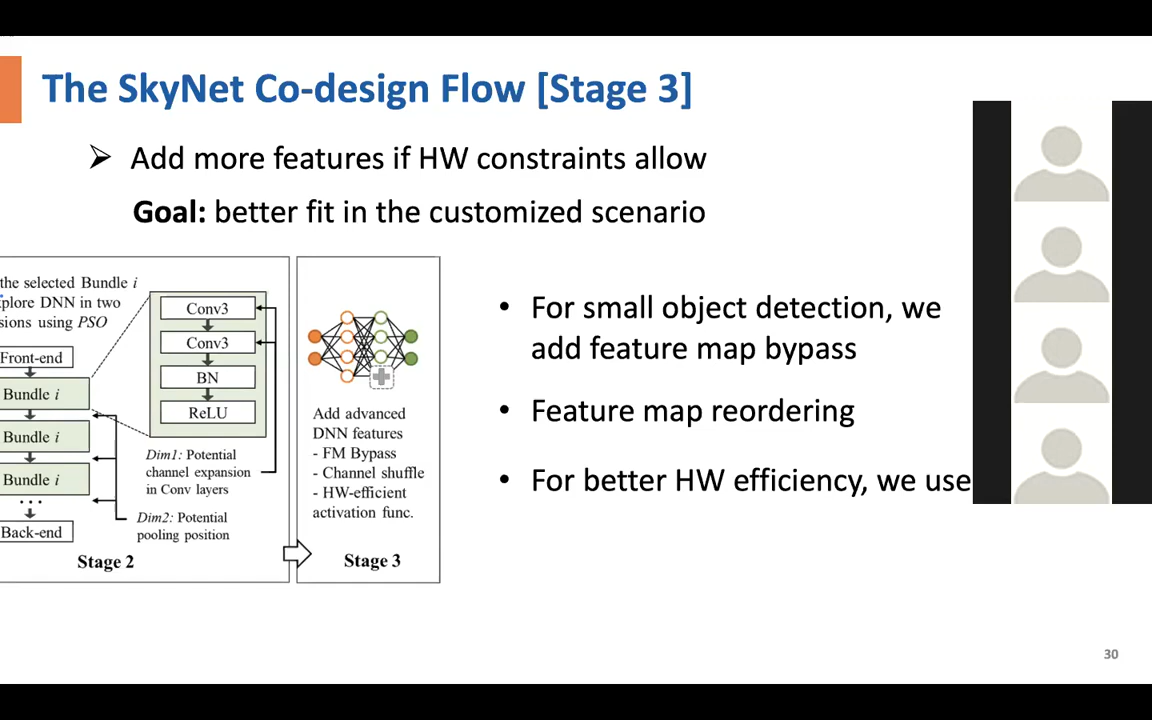 The SkyNet Co-design Flow [Stage 3]
➢ Add more features if HW constraints allow
Goal: better fit in the customized scenario
the selected Bundle i
xplore DNN in two
sions using PSO
Front-end
Bundle i
Bundle i
Bundle i
...
Back-end
Conv3
Conv3
BN
ReLU
Dim1: Potential
channel expansion
in Conv layers
Dim2: Potential
pooling position
Stage 2
Add advanced
DNN features
- FM Bypass
- Channel shuffle
- HW-efficient
activation func.
Stage 3
• For small object detection, we
add feature map bypass
• Feature map reordering
• For better HW efficiency, we use
30